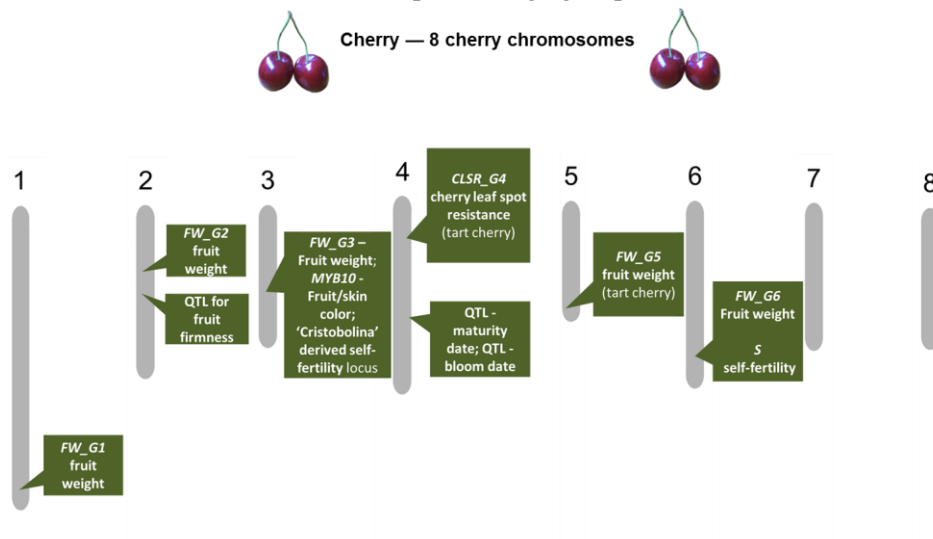 Cherry — 8 cherry chromosomes
1
2
3
4
5
6
7
8
FW_G1
fruit
weight
FW_G2
fruit
weight
QTL for
fruit
firmness
FW_G3 –
Fruit weight;
MYB10 -
Fruit/skin
color;
‘Cristobolina’
derived self-
fertility locus
CLSR_G4
cherry leaf spot
resistance
(tart cherry)
QTL -
maturity
date; QTL -
bloom date
FW_G5
fruit weight
(tart cherry)
FW_G6
Fruit weight
S
self-fertility